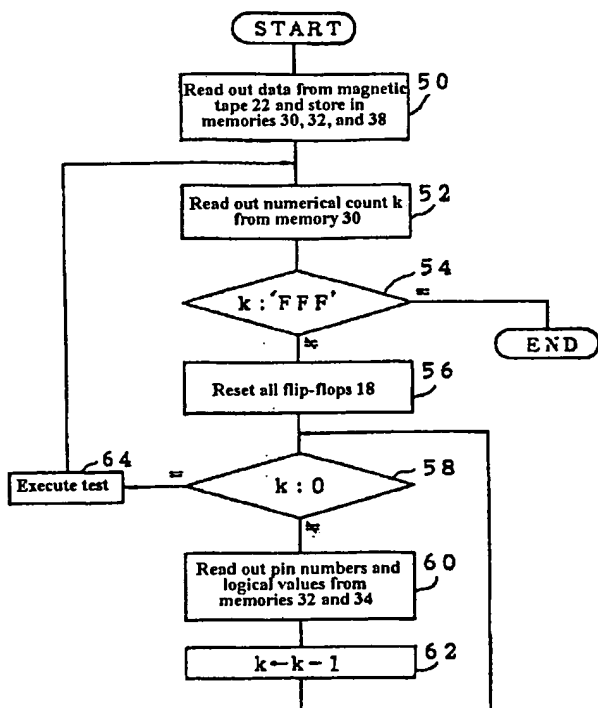 START
Read out data from magnetic
tape 22 and store in
memories 30, 32, and 38
50
Read out numerical count k
from memory 30
52
k : 'FFF'
54
=
≒
END
Reset all flip-flops 18
56
64
Execute test
=
k : 0
58
≒
Read out pin numbers and
logical values from
memories 32 and 34
60
k←k−1
62